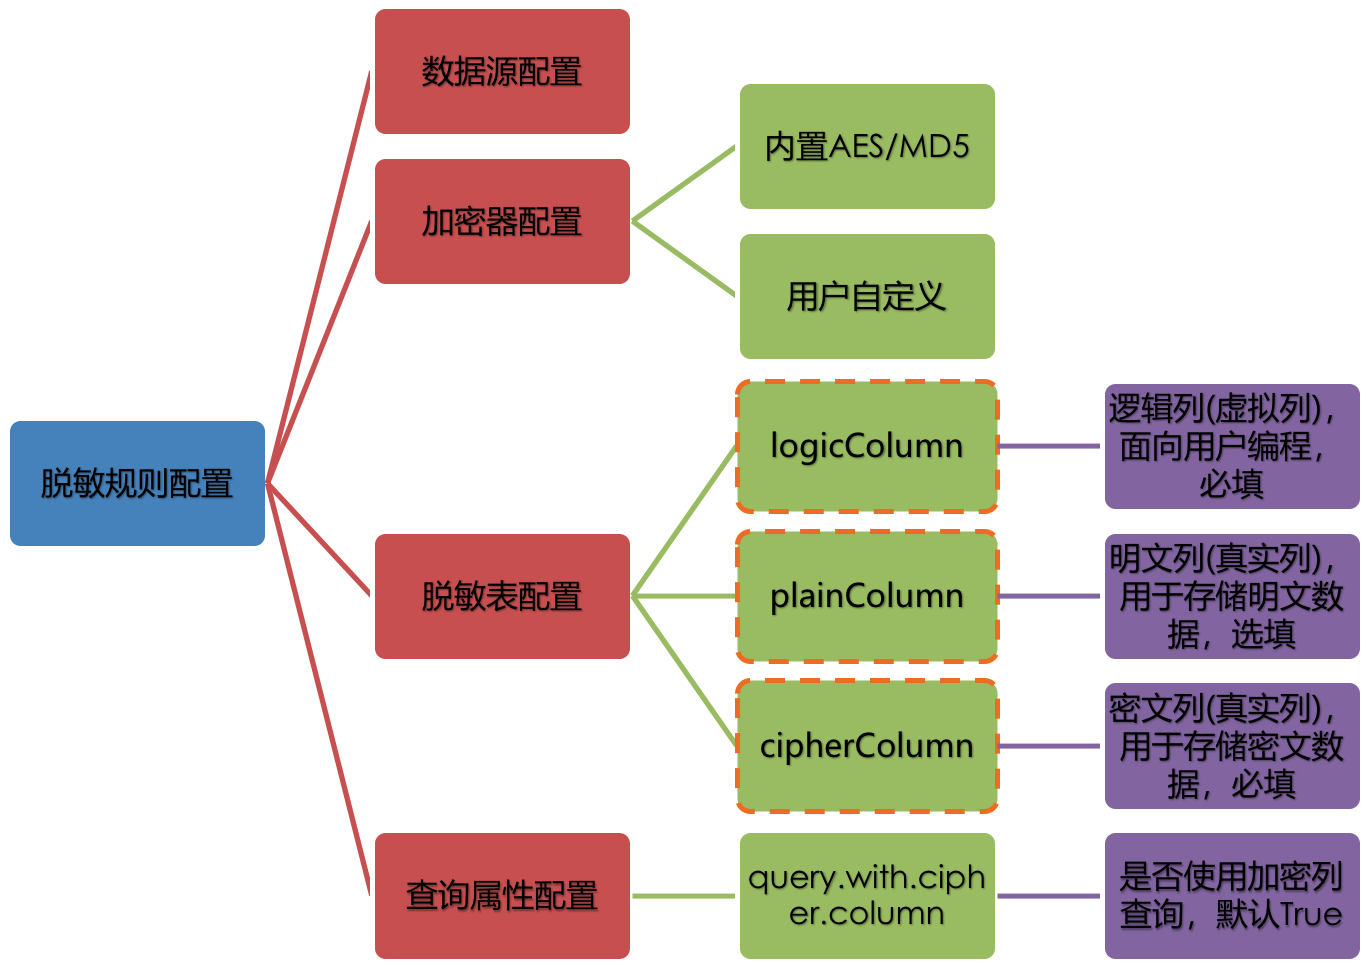 脱敏规则配置
数据源配置
加密器配置
内置AES/MD5
用户自定义
脱敏表配置
logicColumn
逻辑列(虚拟列),
面向用户编程,
必填
plainColumn
明文列(真实列),
用于存储明文数
据,选填
cipherColumn
密文列(真实列),
用于存储密文数
据,必填
查询属性配置
query.with.ciph
er.column
是否使用加密列
查询,默认True